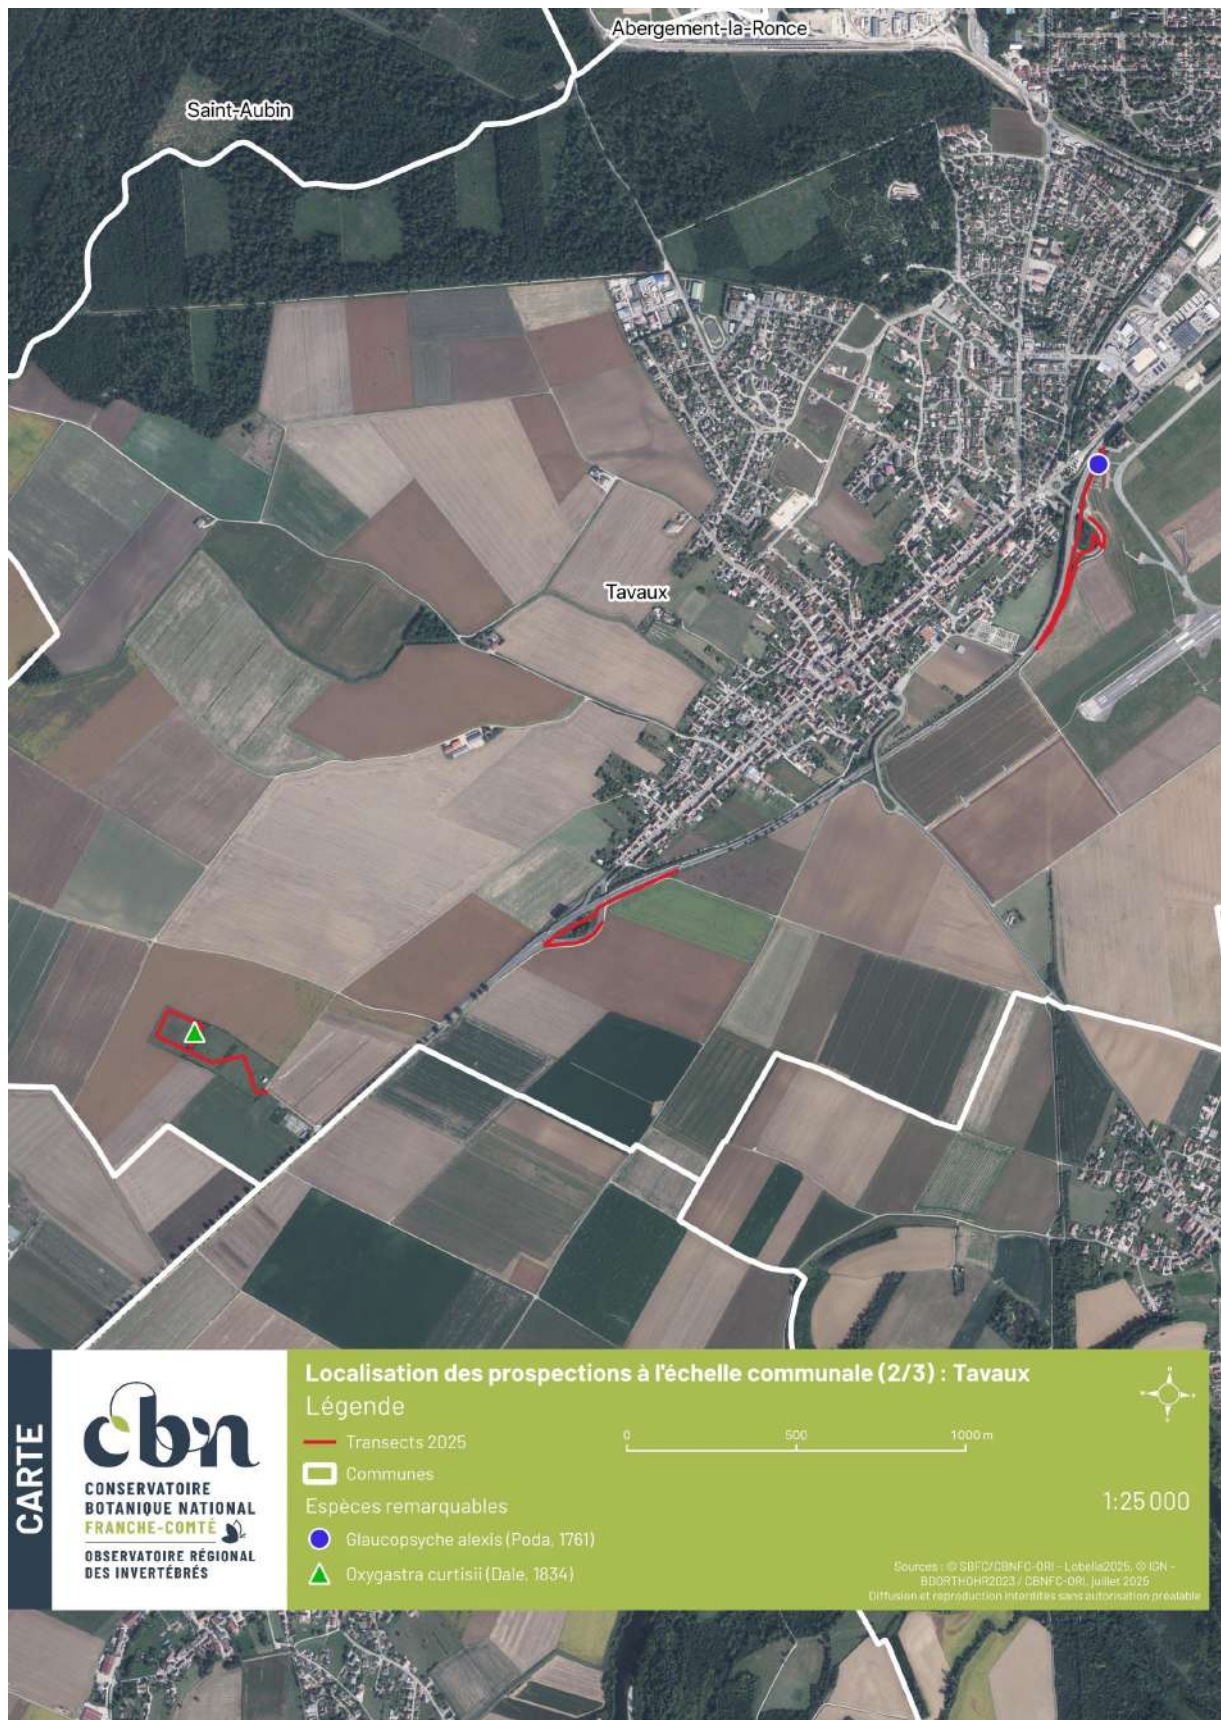 Abergement-la-Ronce
Saint-Aubin
Tavaux
CARTE
cbn
CONSERVATOIRE
BOTANIQUE NATIONAL
FRANCHE-COMTÉ
OBSERVATOIRE RÉGIONAL
DES INVERTÉBRÉS
Localisation des prospections à l'échelle communale (2/3) : Tavaux
Légende
Transects 2025
Communes
Espèces remarquables
Glaucopsyche alexis (Poda, 1761)
Oxygastra curtisii (Dale, 1834)
0 500 1000 m
1:25 000
Sources : © SBFC/CBNFC-ORI - Lobelia2025, © IGN -
BDORTHOHR2023 / CBNFC-ORI, juillet 2025
Diffusion et reproduction interdites sans autorisation préalable